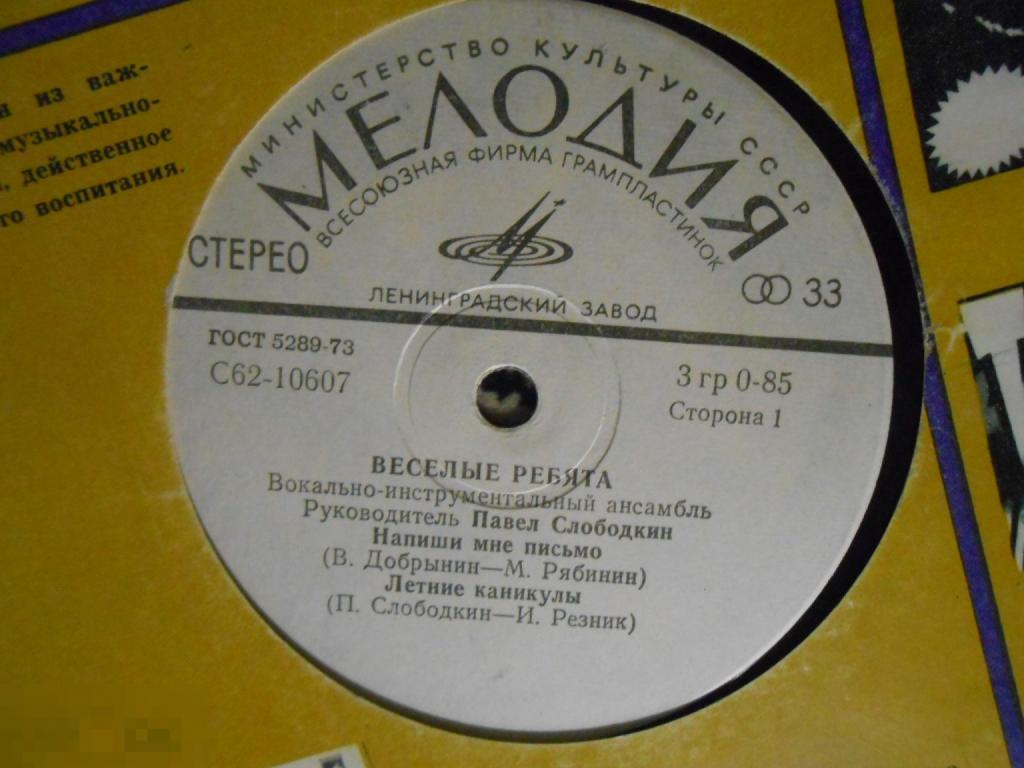 н из важ-
музыкально-
действенное
го воспитания.
МИНИСТЕРСТВО КУЛЬТУРЫ СССР
МЕЛОДИЯ
ВСЕСОЮЗНАЯ ФИРМА ГРАМПЛАСТИНОК
СТЕРЕО
33
ЛЕНИНГРАДСКИЙ ЗАВОД
ГОСТ 5289-73
С62-10607
3 гр 0-85
Сторона 1
ВЕСЕЛЫЕ РЕБЯТА
Вокально-инструментальный ансамбль
Руководитель Павел Слободкин
Напиши мне письмо
(В. Добрынин—М. Рябинин)
Летние каникулы
(П. Слободкин—И. Резник)